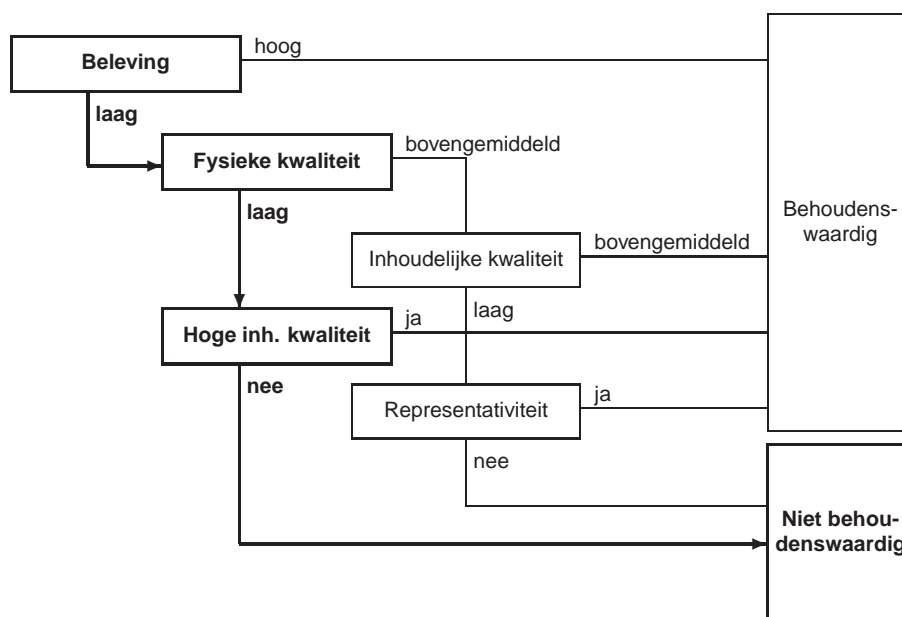 hoog
Beleving
laag
bovengemiddeld
Fysieke kwaliteit
laag
Behoudens-
waardig
bovengemiddeld
Inhoudelijke kwaliteit
laag
ja
Hoge inh. kwaliteit
nee
ja
Representativiteit
nee
Niet behou-
denswaardig